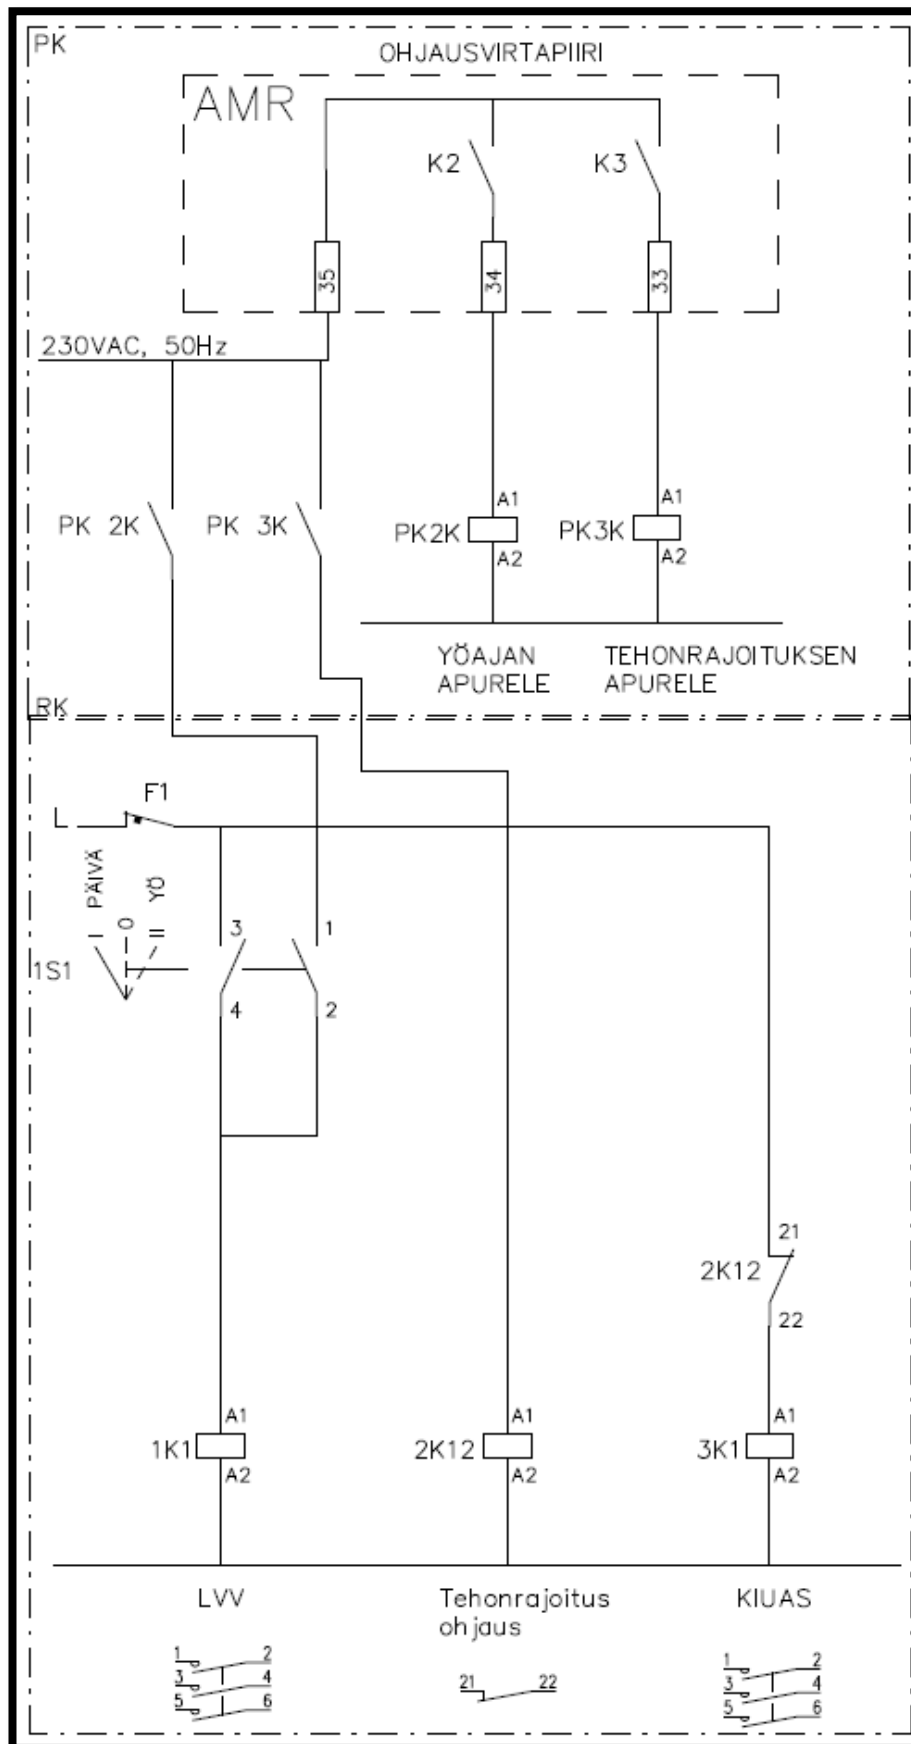 PK
OHJAUSVIRTAPIIRI
AMR
K2
K3
35
34
33
230VAC, 50Hz
PK 2K
PK 3K
A1
PK2K
A2
A1
PK3K
A2
YÖAJAN
APURELE
TEHONRAJOITUKSEN
APURELE
RK
F1
L
I PÄIVÄ
0
II YÖ
1S1
3
4
1
2
21
2K12
22
A1
1K1
A2
A1
2K12
A2
A1
3K1
A2
LVV
Tehonrajoitus
ohjaus
KIUAS
1 2
3 4
5 6
21 22
1 2
3 4
5 6